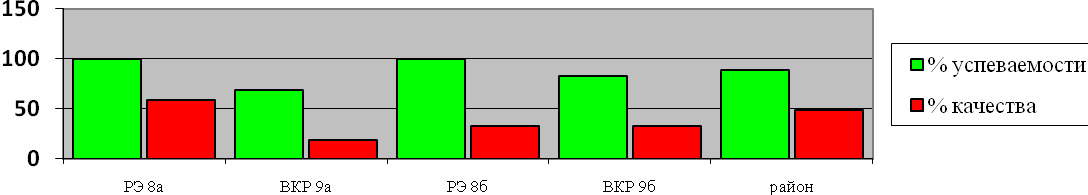 150
100
50
0
РЭ 8а
ВКР 9а
РЭ 8б
ВКР 9б
район
% успеваемости
% качества